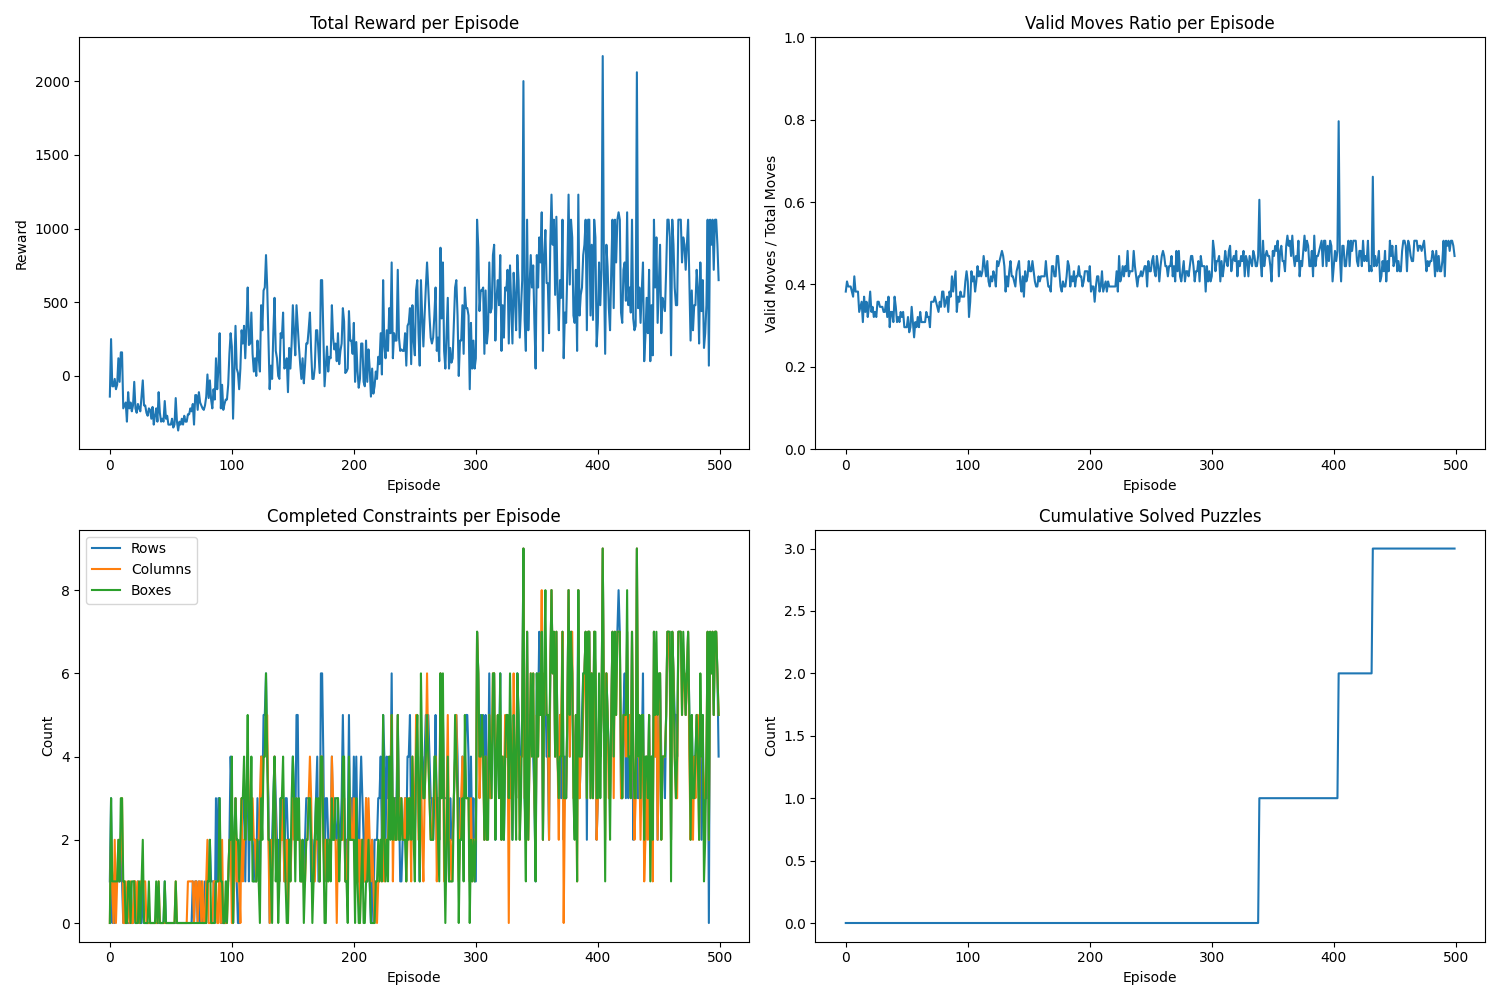 Total Reward per Episode
Reward
2000
1500
1000
500
0
0 100 200 300 400 500
Episode
Valid Moves Ratio per Episode
Valid Moves / Total Moves
1.0
0.8
0.6
0.4
0.2
0.0
0 100 200 300 400 500
Episode
Completed Constraints per Episode
Rows
Columns
Boxes
Count
8
6
4
2
0
0 100 200 300 400 500
Episode
Cumulative Solved Puzzles
Count
3.0
2.5
2.0
1.5
1.0
0.5
0.0
0 100 200 300 400 500
Episode